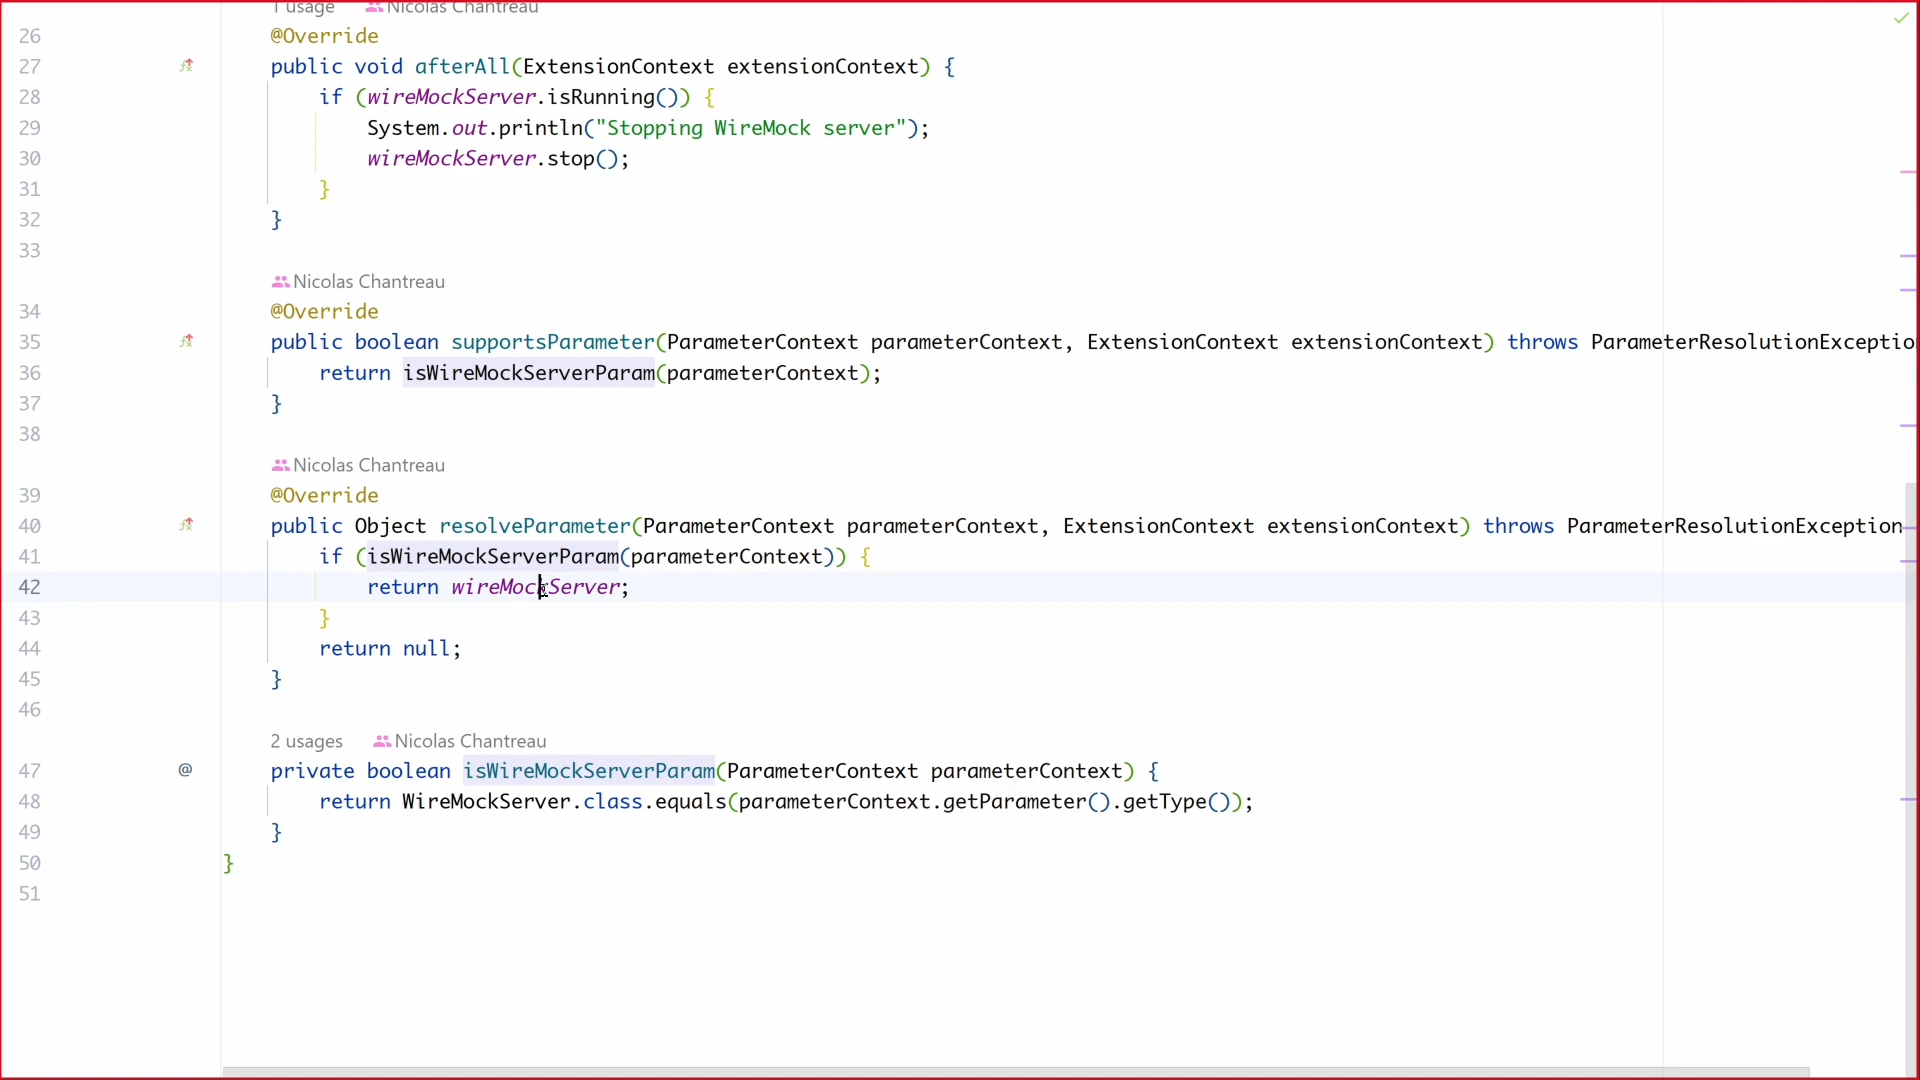 1 usage Nicolas Chantreau
26 @Override
27 public void afterAll(ExtensionContext extensionContext) {
28 if (wireMockServer.isRunning()) {
29 System.out.println("Stopping WireMock server");
30 wireMockServer.stop();
31 }
32 }
33
Nicolas Chantreau
34 @Override
35 public boolean supportsParameter(ParameterContext parameterContext, ExtensionContext extensionContext) throws ParameterResolutionExceptio
36 return isWireMockServerParam(parameterContext);
37 }
38
Nicolas Chantreau
39 @Override
40 public Object resolveParameter(ParameterContext parameterContext, ExtensionContext extensionContext) throws ParameterResolutionException
41 if (isWireMockServerParam(parameterContext)) {
42 return wireMockServer;
43 }
44 return null;
45 }
46
2 usages Nicolas Chantreau
47 @ private boolean isWireMockServerParam(ParameterContext parameterContext) {
48 return WireMockServer.class.equals(parameterContext.getParameter().getType());
49 }
50 }
51